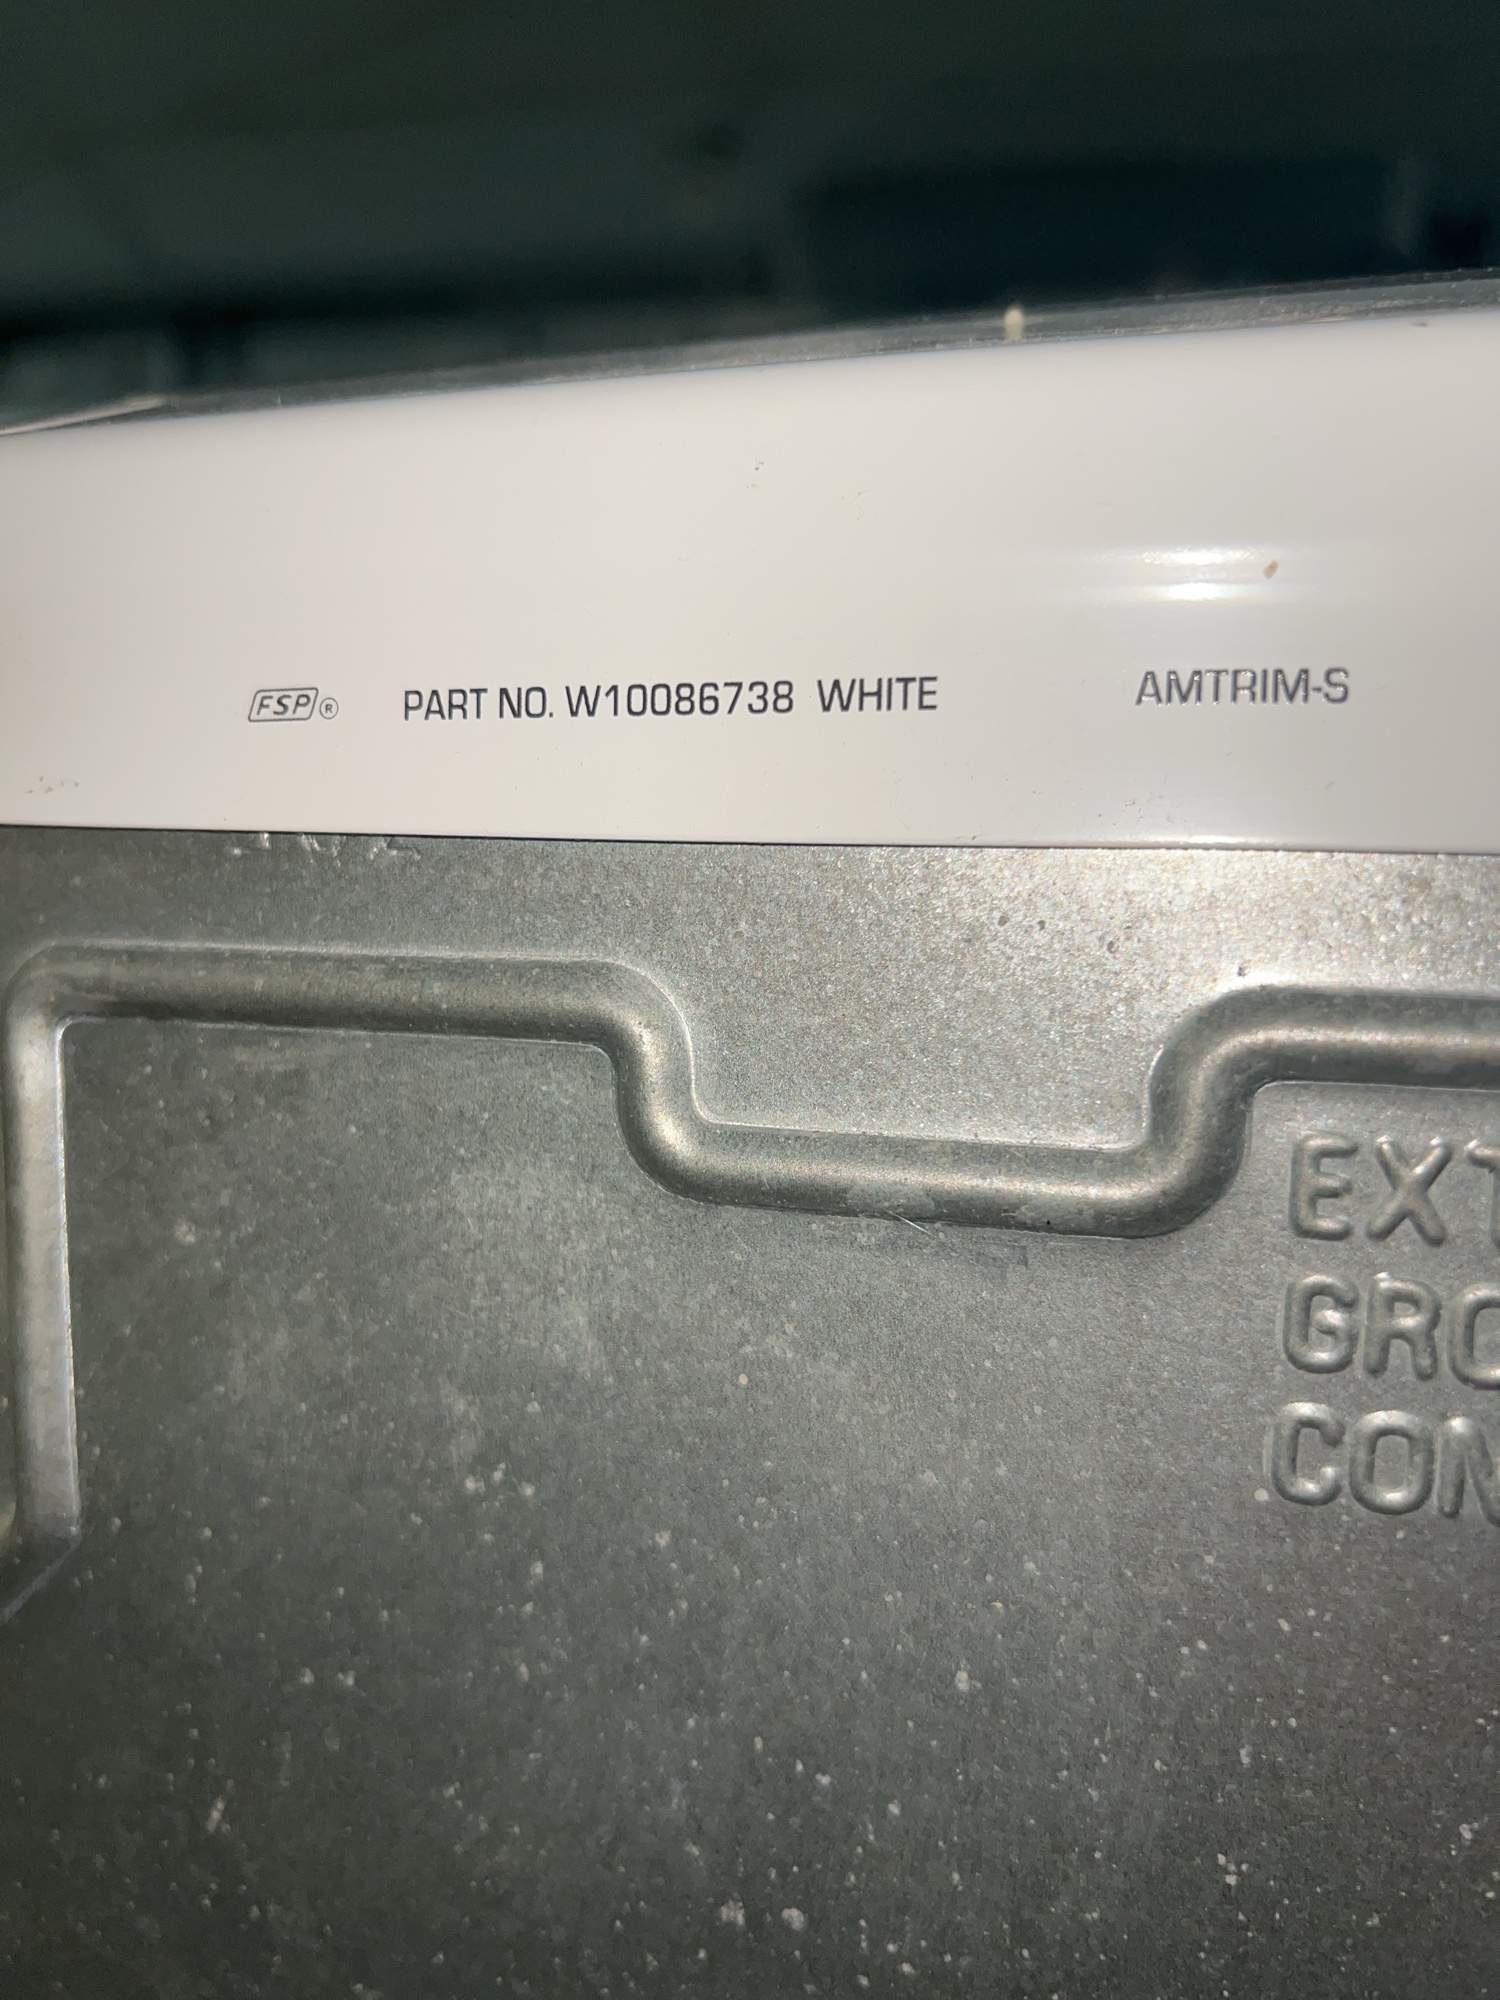 FSP® PART NO. W10086738 WHITE AMTRIM-S
EXT
GRO
CON